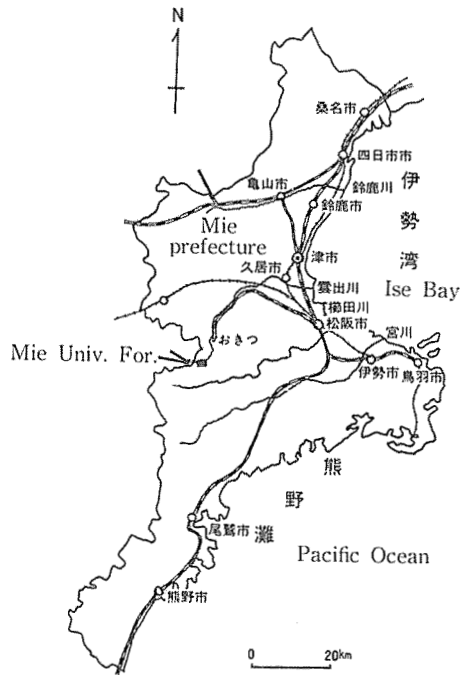 N
桑名市
四日市市
亀山市
鈴鹿川
鈴鹿市
伊勢湾
Mie
prefecture
津市
久居市
雲出川
Ise Bay
櫛田川
松阪市
宮川
おきつ
Mie Univ. For.
伊勢市
鳥羽市
熊野灘
尾鷲市
Pacific Ocean
熊野市
0
20km